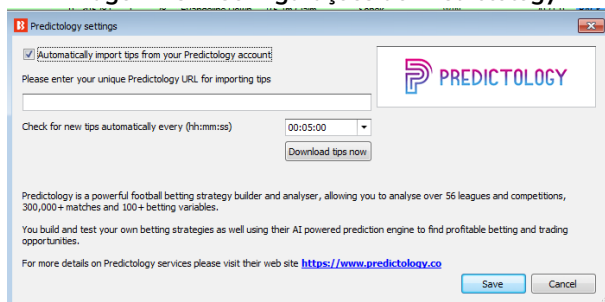 Predictology settings
Automatically import tips from your Predictology account
Please enter your unique Predictology URL for importing tips
PREDICTOLOGY
Check for new tips automatically every (hh:mm:ss)
00:05:00
Download tips now
Predictology is a powerful football betting strategy builder and analyser, allowing you to analyse over 56 leagues and competitions,
300,000+ matches and 100+ betting variables.
You build and test your own betting strategies as well using their AI powered prediction engine to find profitable betting and trading
opportunities.
For more details on Predictology services please visit their web site https://www.predictology.co
Save
Cancel